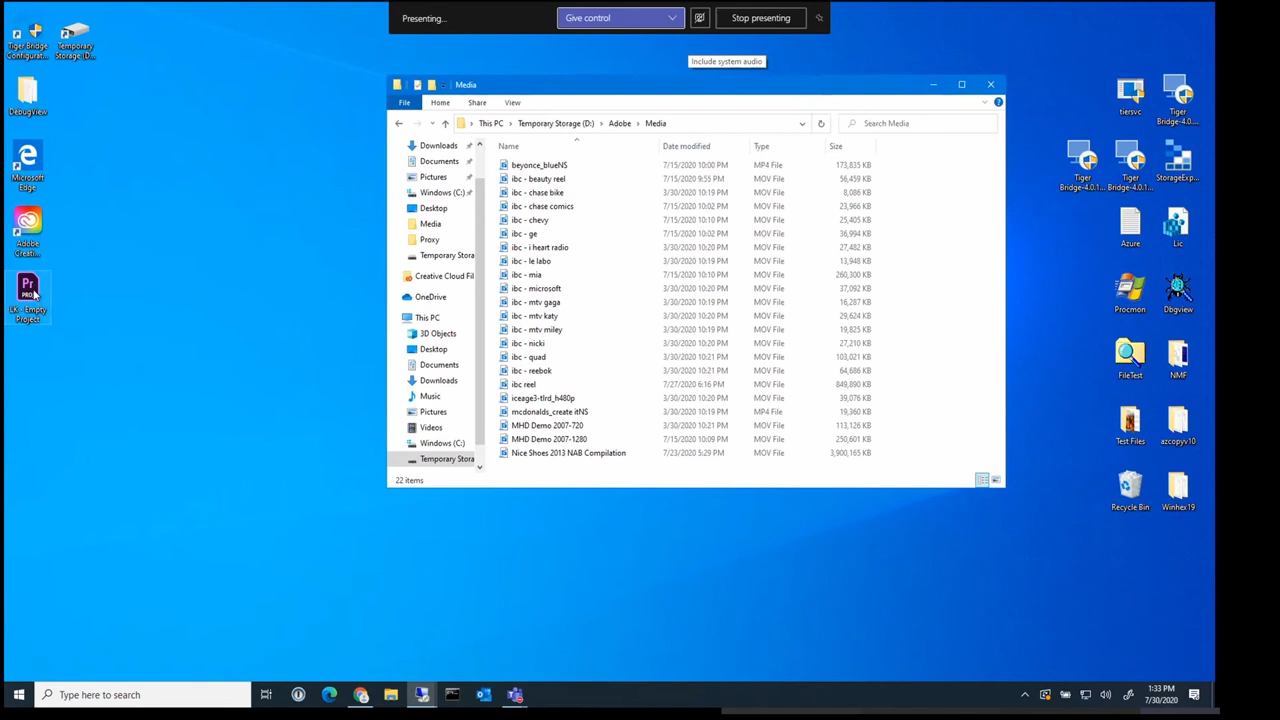 Presenting...
Give control
Stop presenting
Include system audio
Tiger Bridge
Configurat...
Temporary
Storage (D...
DebugView
Microsoft
Edge
Adobe
Creati...
Pr
PROJ
LK - Empty
Project
Media
File
Home
Share
View
This PC
Temporary Storage (D:)
Adobe
Media
Search Media
Name
Date modified
Type
Size
Downloads
Documents
Pictures
Windows (C:)
Desktop
Media
Proxy
Temporary Stora
Creative Cloud Fil
OneDrive
This PC
3D Objects
Desktop
Documents
Downloads
Music
Pictures
Videos
Windows (C:)
Temporary Stora
beyonce_blueNS 7/15/2020 10:00 PM MP4 File 173,835 KB
ibc - beauty reel 7/15/2020 9:55 PM MOV File 56,459 KB
ibc - chase bike 3/30/2020 10:19 PM MOV File 8,086 KB
ibc - chase comics 7/15/2020 10:02 PM MOV File 23,966 KB
ibc - chevy 7/15/2020 10:10 PM MOV File 25,405 KB
ibc - ge 7/15/2020 10:02 PM MOV File 36,994 KB
ibc - i heart radio 3/30/2020 10:20 PM MOV File 27,482 KB
ibc - le labo 3/30/2020 10:19 PM MOV File 13,948 KB
ibc - mia 7/15/2020 10:10 PM MOV File 260,300 KB
ibc - microsoft 3/30/2020 10:20 PM MOV File 37,092 KB
ibc - mtv gaga 3/30/2020 10:19 PM MOV File 16,287 KB
ibc - mtv katy 3/30/2020 10:20 PM MOV File 29,624 KB
ibc - mtv miley 3/30/2020 10:19 PM MOV File 19,825 KB
ibc - nicki 3/30/2020 10:20 PM MOV File 27,210 KB
ibc - quad 3/30/2020 10:21 PM MOV File 103,021 KB
ibc - reebok 3/30/2020 10:21 PM MOV File 64,686 KB
ibc reel 7/27/2020 6:16 PM MOV File 849,890 KB
iceage3-tlrd_h480p 3/30/2020 10:20 PM MOV File 39,076 KB
mcdonalds_create itNS 3/30/2020 10:19 PM MP4 File 19,360 KB
MHD Demo 2007-720 3/30/2020 10:21 PM MOV File 113,126 KB
MHD Demo 2007-1280 7/15/2020 10:09 PM MOV File 250,601 KB
Nice Shoes 2013 NAB Compilation 7/23/2020 5:29 PM MOV File 3,900,165 KB
22 items
tiersvc
Tiger
Bridge-4.0....
Tiger
Bridge-4.0.1...
Tiger
Bridge-4.0.1...
StorageExp...
Azure
Lic
Procmon
Dbgview
FileTest
NMF
Test Files
azcopyv10
Recycle Bin
Winhex19
Type here to search
1:33 PM
7/30/2020